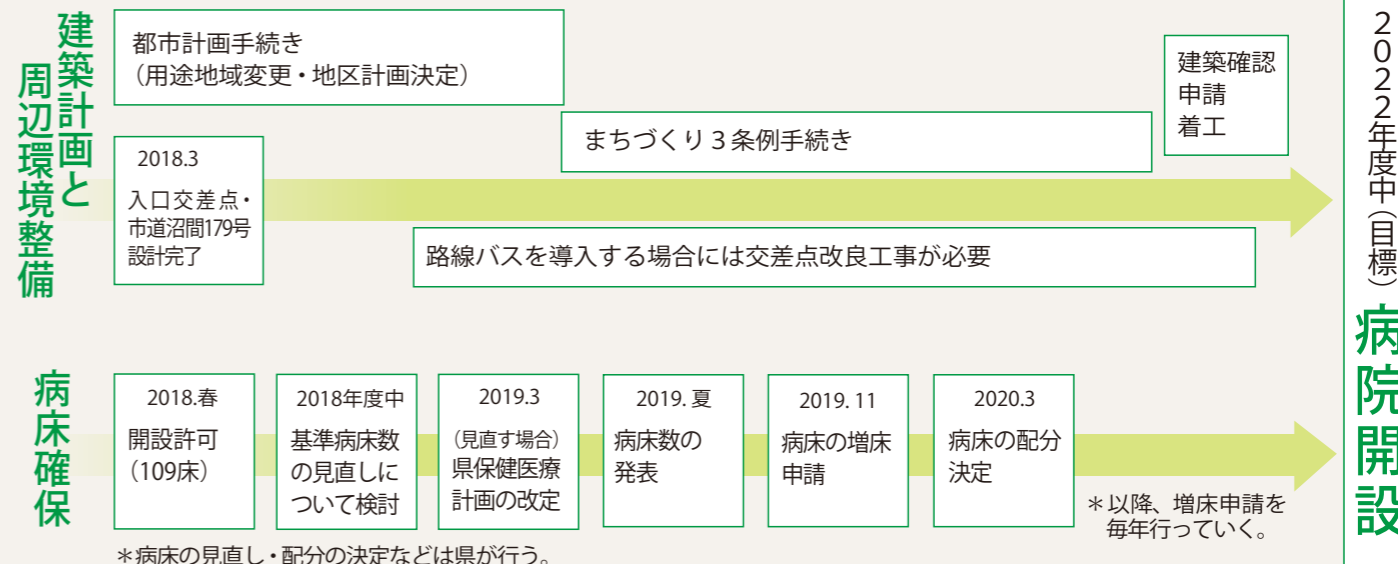 建築計画と
周辺環境整備
都市計画手続き
（用途地域変更・地区計画決定）
まちづくり３条例手続き
建築確認
申請
着工
2018.3
入口交差点・
市道沼間179号
設計完了
路線バスを導入する場合には交差点改良工事が必要
病床確保
2018.春
開設許可
（109床）
2018年度中
基準病床数
の見直しに
ついて検討
2019.3
（見直す場合）
県保健医療
計画の改定
2019. 夏
病床数の
発表
2019. 11
病床の増床
申請
2020.3
病床の配分
決定
＊以降、増床申請を
毎年行っていく。
＊病床の見直し・配分の決定などは県が行う。
２０２２年度中（目標）
病院開設